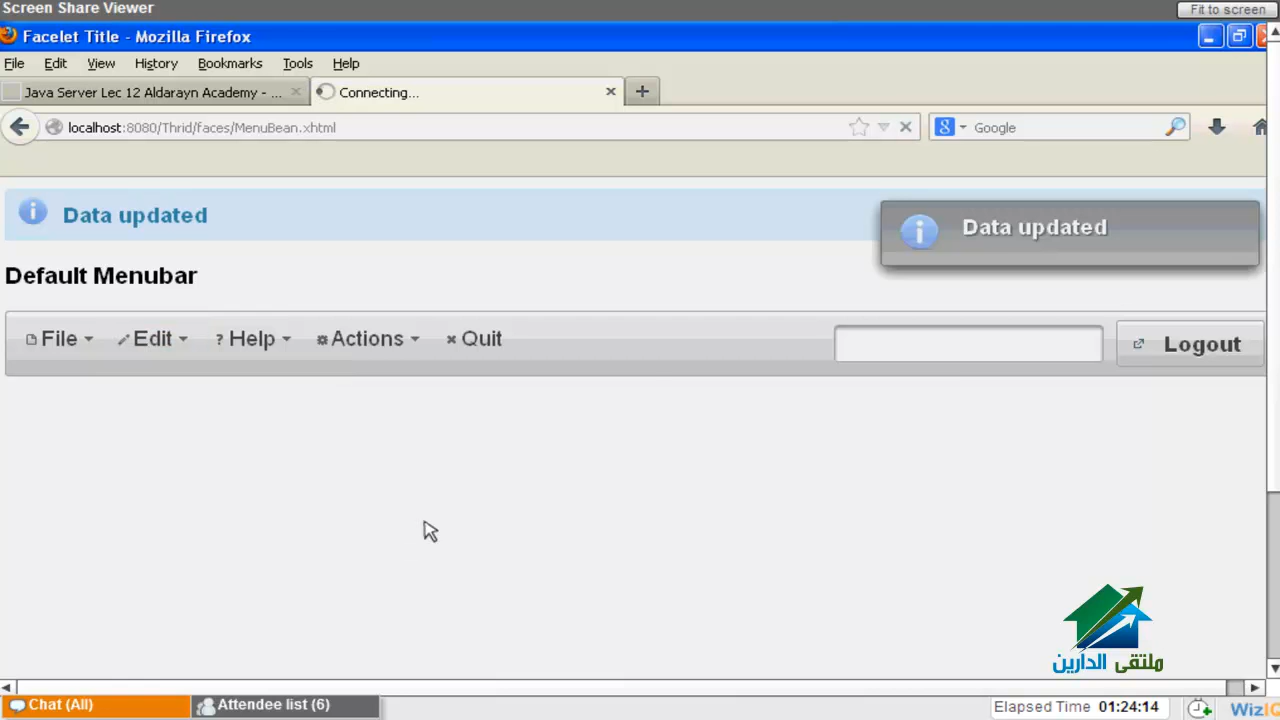 Screen Share Viewer
Fit to screen
Facelet Title - Mozilla Firefox
File Edit View History Bookmarks Tools Help
Java Server Lec 12 Aldarayn Academy - ...
Connecting...
localhost:8080/Thrid/faces/MenuBean.xhtml
Google
Data updated
Data updated
Default Menubar
File Edit Help Actions Quit
Logout
ملتقى الدارين
Chat (All)
Attendee list (6)
Elapsed Time 01:24:14
WizIQ